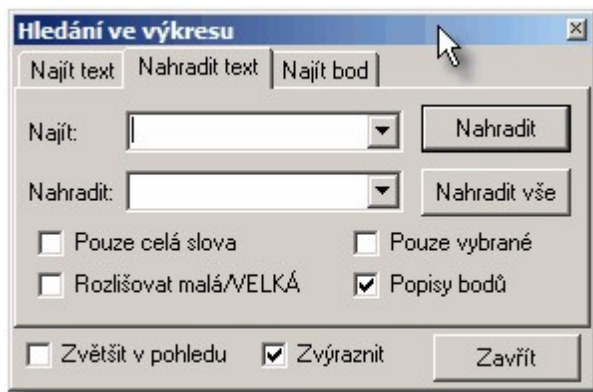 Hledání ve výkresu
Najít text Nahradit text Najít bod
Najít: Nahradit
Nahradit: Nahradit vše
Pouze celá slova Pouze vybrané
Rozlišovat malá/VELKÁ Popisy bodů
Zvětšit v pohledu Zvýraznit Zavřít